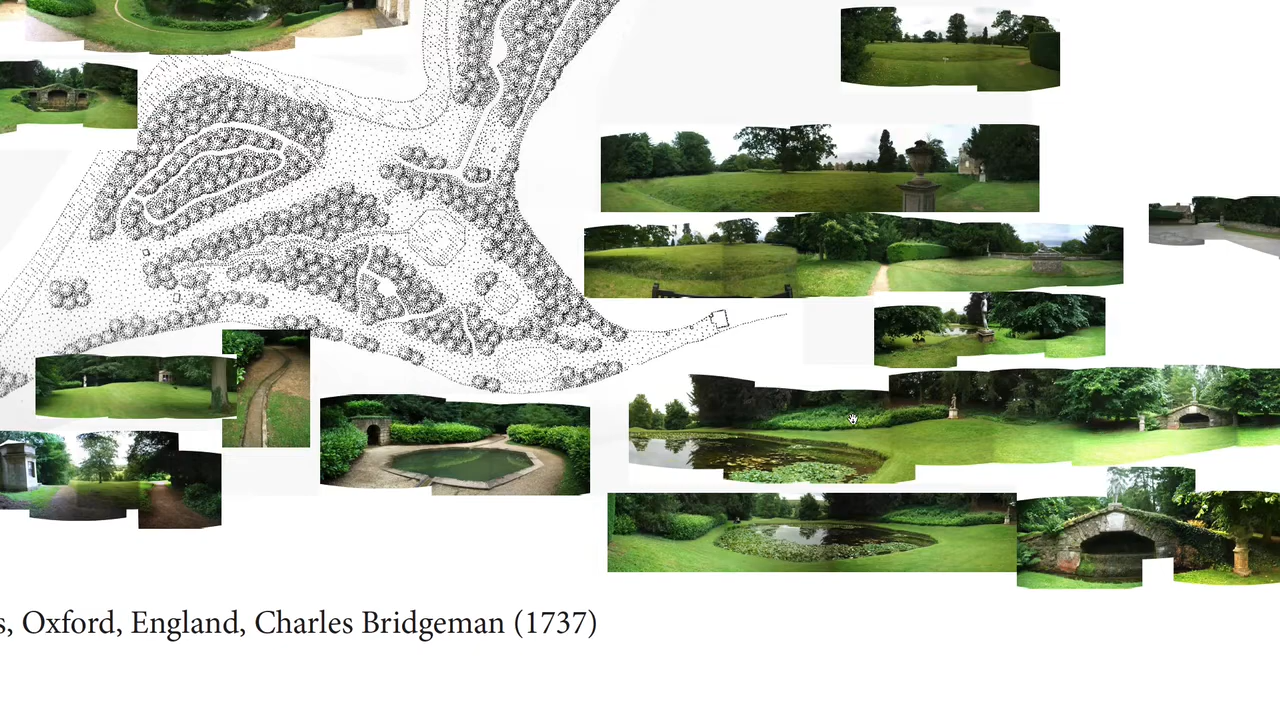 s, Oxford, England, Charles Bridgeman (1737)